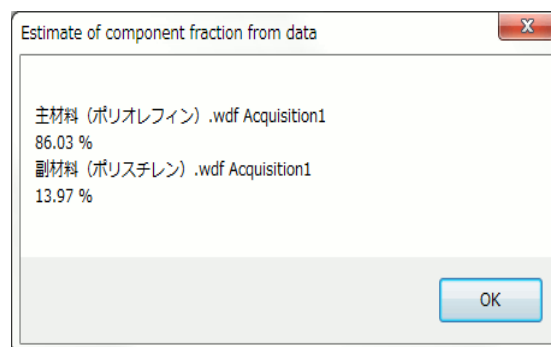 Estimate of component fraction from data
主材料（ポリオレフィン）.wdf Acquisition1
86.03 %
副材料（ポリスチレン）.wdf Acquisition1
13.97 %
OK